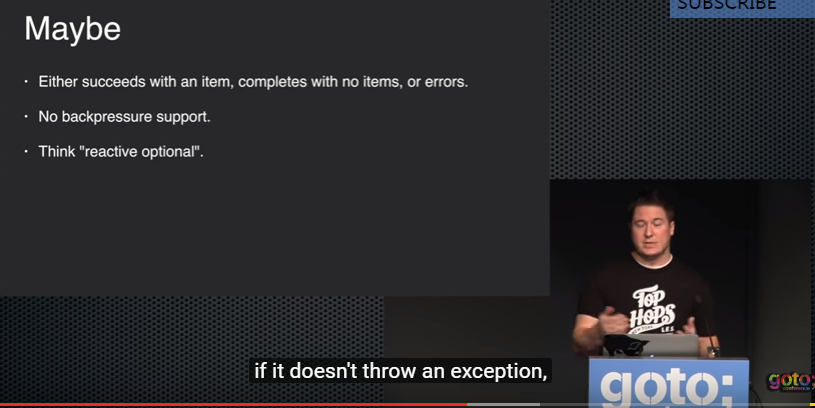 SUBSCRIBE
Maybe
· Either succeeds with an item, completes with no items, or errors.
· No backpressure support.
· Think "reactive optional".
TOP
HOPS
L.E.S.
if it doesn't throw an exception,
goto;
goto;
conference